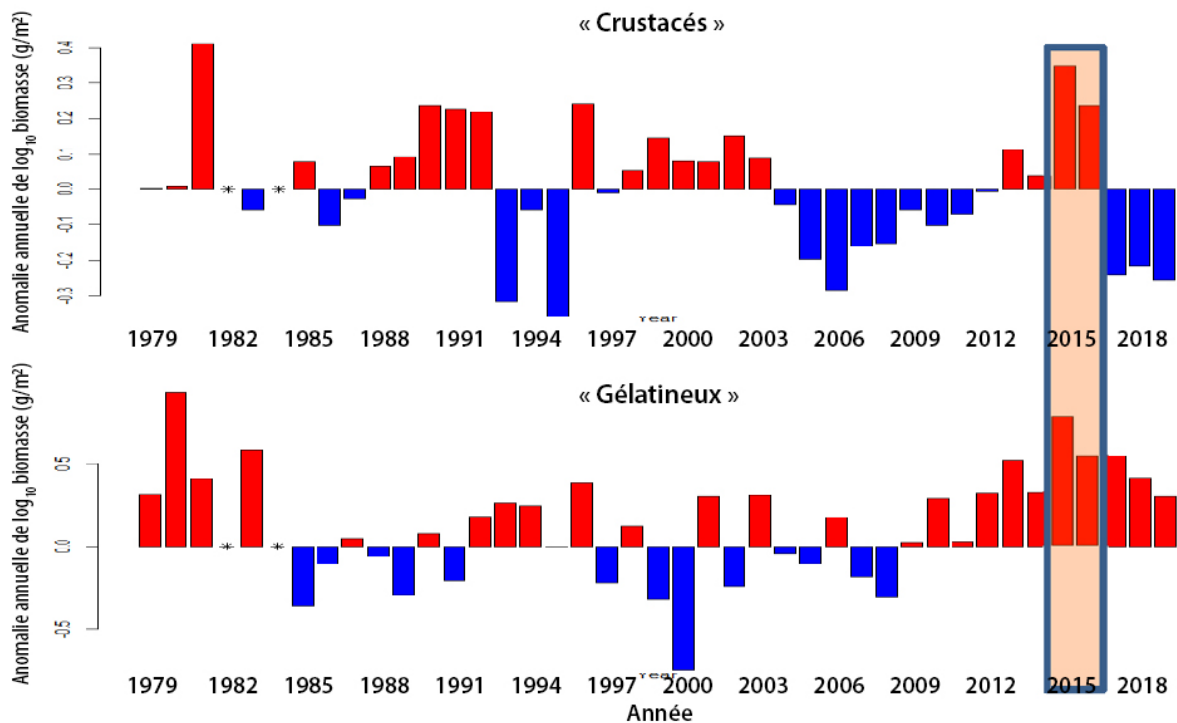 « Crustacés »
Anomalie annuelle de log₁₀ biomasse (g/m²)
0.4
0.3
0.2
0.1
0.0
-0.1
-0.2
-0.3
* *
Year
1979 1982 1985 1988 1991 1994 1997 2000 2003 2006 2009 2012 2015 2018
« Gélatineux »
Anomalie annuelle de log₁₀ biomasse (g/m²)
0.5
0.0
-0.5
* *
Year
1979 1982 1985 1988 1991 1994 1997 2000 2003 2006 2009 2012 2015 2018
Année